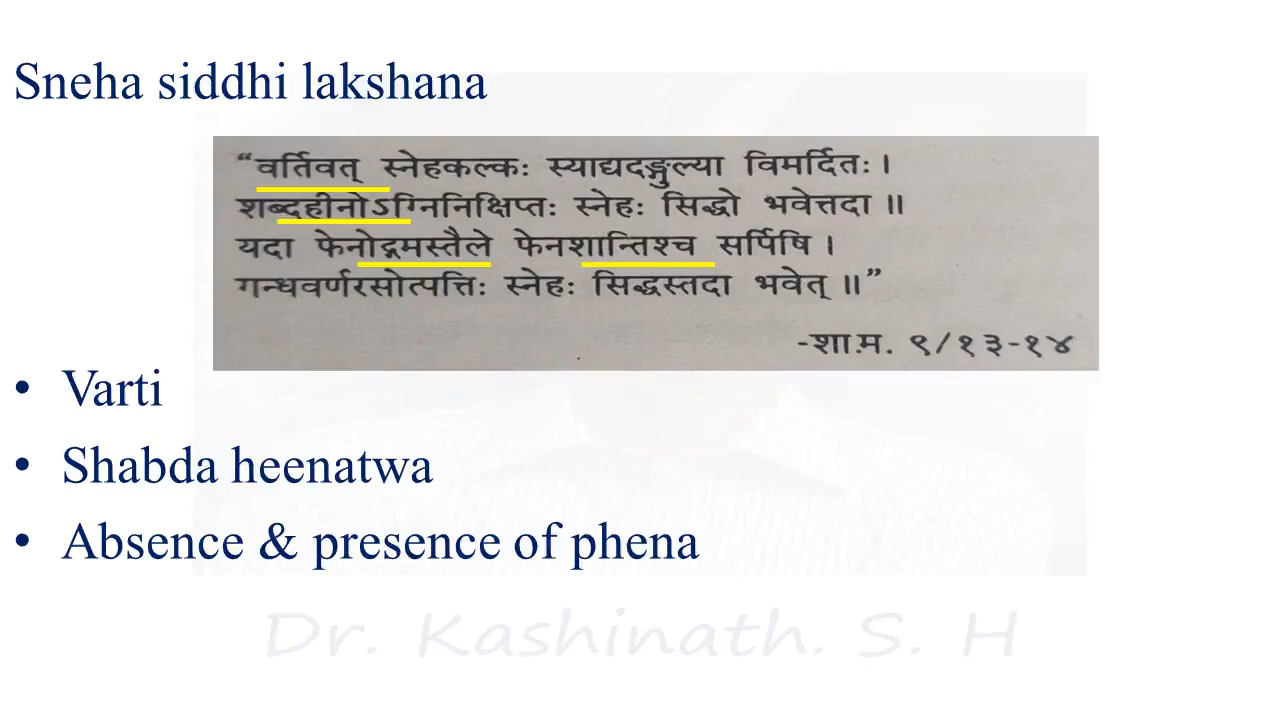 Sneha siddhi lakshana
“वर्तिवत् स्नेहकल्कः स्याद्यदङ्गुल्या विमर्दितः ।
शब्दहीनोऽग्निनिक्षिप्तः स्नेहः सिद्धो भवेत्तदा ॥
यदा फेनोद्गमस्तैले फेनशान्तिश्च सर्पिषि ।
गन्धवर्णरसोत्पत्तिः स्नेहः सिद्धस्तदा भवेत् ॥”
-शा.म. ९/१३-१४
• Varti
• Shabda heenatwa
• Absence & presence of phena
Dr. Kashinath. S. H